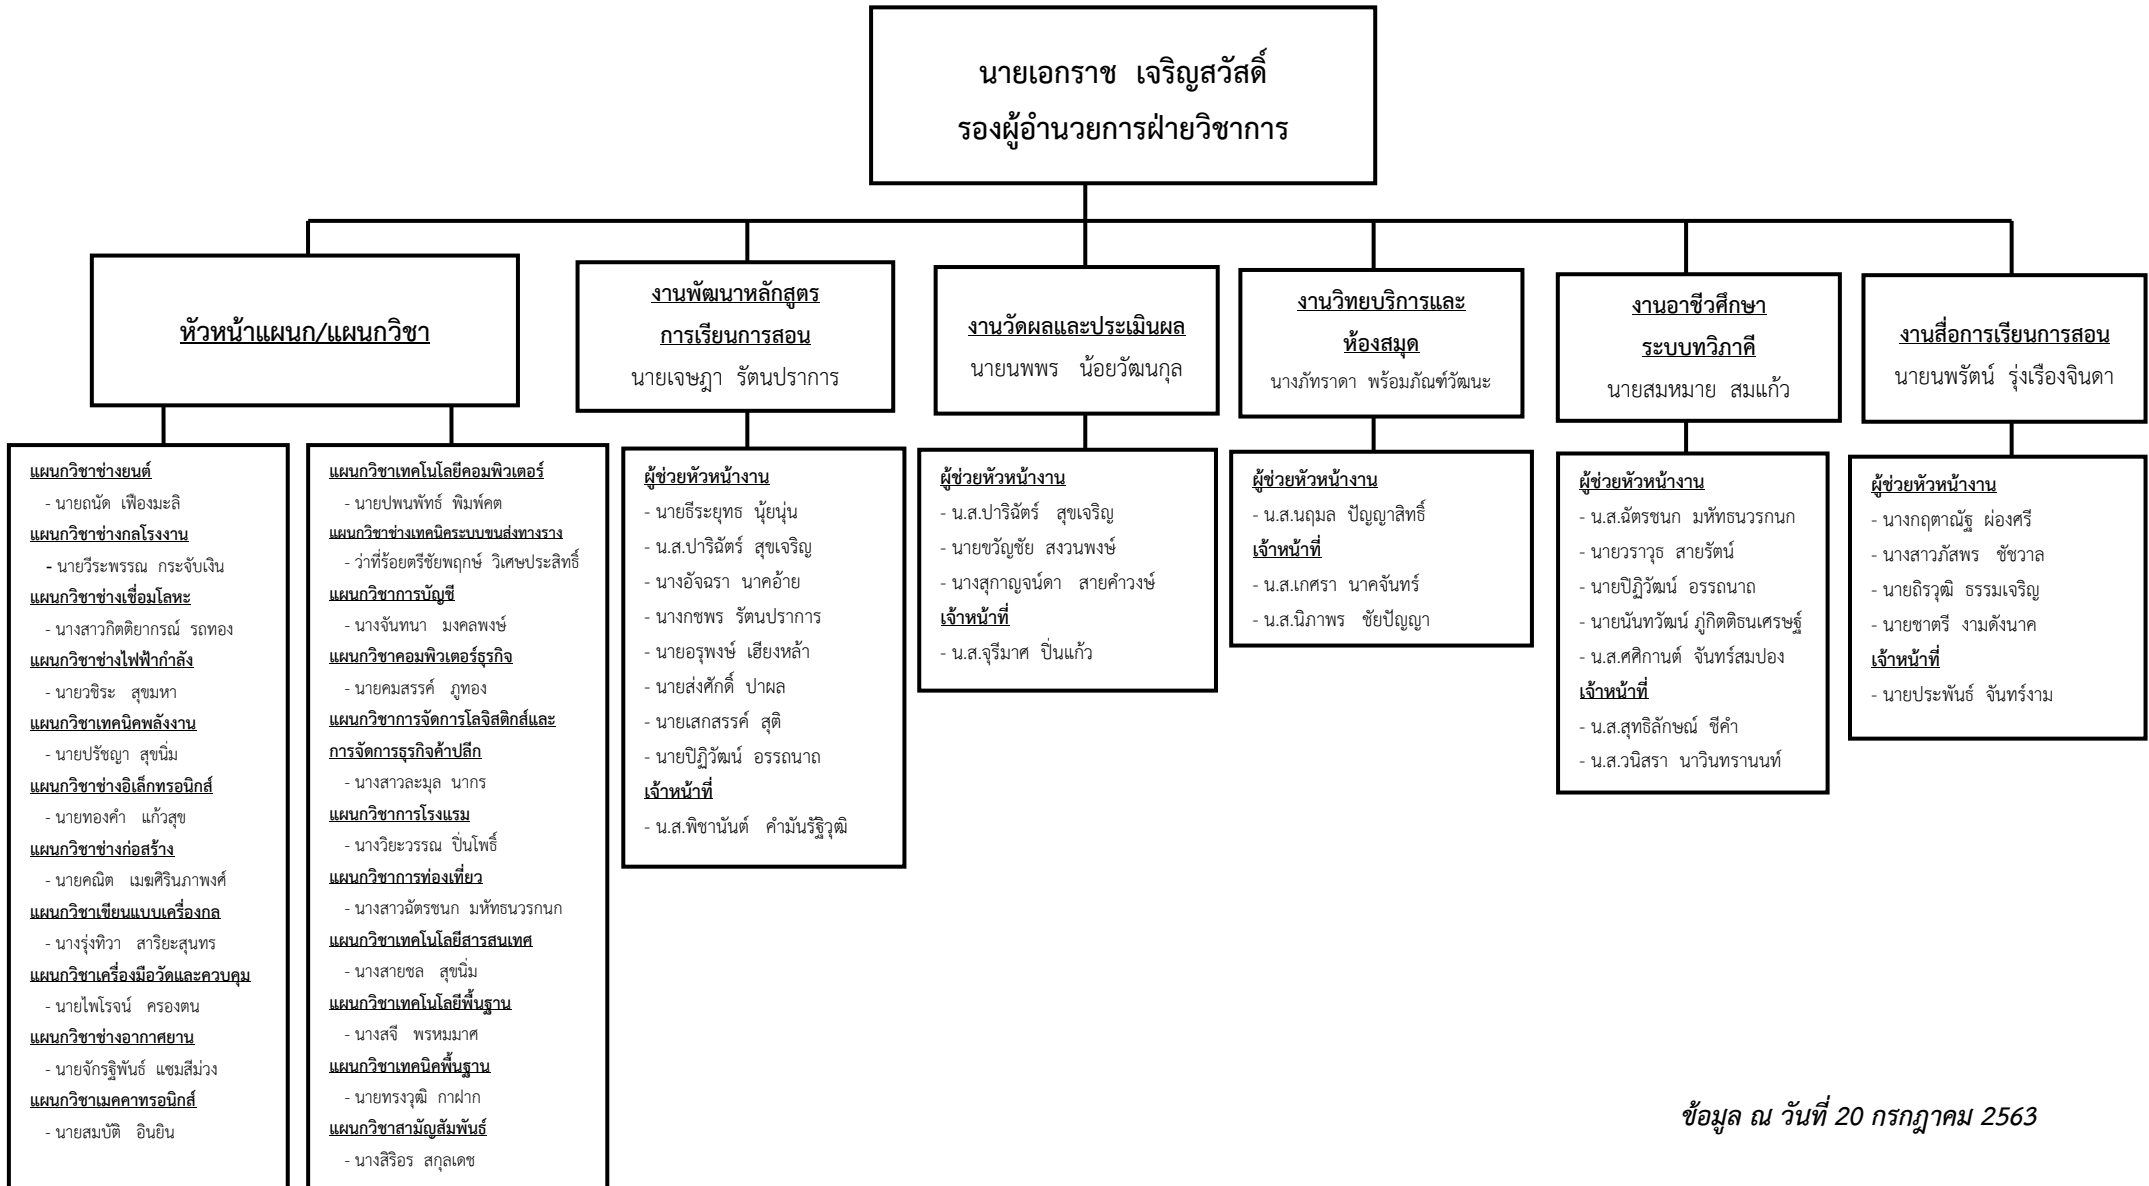 นายเอกราช เจริญสวัสดิ์
รองผู้อำนวยการฝ่ายวิชาการ
หัวหน้าแผนก/แผนกวิชา
งานพัฒนาหลักสูตร
การเรียนการสอน
นายเจษฎา รัตนปราการ
งานวัดผลและประเมินผล
นายนพพร น้อยวัฒนกุล
งานวิทยบริการและ
ห้องสมุด
นางภัทราดา พร้อมภัณฑ์วัฒนะ
งานอาชีวศึกษา
ระบบทวิภาคี
นายสมหมาย สมแก้ว
งานสื่อการเรียนการสอน
นายนพรัตน์ รุ่งเรืองจินดา
แผนกวิชาช่างยนต์
- นายถนัด เฟืองมะลิ
แผนกวิชาช่างกลโรงงาน
- นายวีระพรรณ กระจับเงิน
แผนกวิชาช่างเชื่อมโลหะ
- นางสาวกิตติยากรณ์ รถทอง
แผนกวิชาช่างไฟฟ้ากำลัง
- นายวชิระ สุขมหา
แผนกวิชาเทคนิคพลังงาน
- นายปรัชญา สุขนิ่ม
แผนกวิชาช่างอิเล็กทรอนิกส์
- นายทองคำ แก้วสุข
แผนกวิชาช่างก่อสร้าง
- นายคณิต เมฆศิรินภาพงศ์
แผนกวิชาเขียนแบบเครื่องกล
- นางรุ่งทิวา สาริยะสุนทร
แผนกวิชาเครื่องมือวัดและควบคุม
- นายไพโรจน์ ครองตน
แผนกวิชาช่างอากาศยาน
- นายจักรฐิพันธ์ แซมสีม่วง
แผนกวิชาเมคคาทรอนิกส์
- นายสมบัติ อินยิน
แผนกวิชาเทคโนโลยีคอมพิวเตอร์
- นายปพนพัทธ์ พิมพ์คต
แผนกวิชาช่างเทคนิคระบบขนส่งทางราง
- ว่าที่ร้อยตรีชัยพฤกษ์ วิเศษประสิทธิ์
แผนกวิชาการบัญชี
- นางจันทนา มงคลพงษ์
แผนกวิชาคอมพิวเตอร์ธุรกิจ
- นายคมสรรค์ ภูทอง
แผนกวิชาการจัดการโลจิสติกส์และ
การจัดการธุรกิจค้าปลีก
- นางสาวละมุล นากร
แผนกวิชาการโรงแรม
- นางวิยะวรรณ ปิ่นโพธิ์
แผนกวิชาการท่องเที่ยว
- นางสาวฉัตรชนก มหัทธนวรกนก
แผนกวิชาเทคโนโลยีสารสนเทศ
- นางสายชล สุขนิ่ม
แผนกวิชาเทคโนโลยีพื้นฐาน
- นางสจี พรหมมาศ
แผนกวิชาเทคนิคพื้นฐาน
- นายทรงวุฒิ กาฝาก
แผนกวิชาสามัญสัมพันธ์
- นางสิริอร สกุลเดช
ผู้ช่วยหัวหน้างาน
- นายธีระยุทธ นุ้ยนุ่น
- น.ส.ปาริฉัตร์ สุขเจริญ
- นางอัจฉรา นาคอ้าย
- นางกชพร รัตนปราการ
- นายอรุพงษ์ เฮียงหล้า
- นายส่งศักดิ์ ปาผล
- นายเสกสรรค์ สุติ
- นายปิฏิวัฒน์ อรรถนาถ
เจ้าหน้าที่
- น.ส.พิชานันต์ คำมันรัฐิวุฒิ
ผู้ช่วยหัวหน้างาน
- น.ส.ปาริฉัตร์ สุขเจริญ
- นายขวัญชัย สงวนพงษ์
- นางสุกาญจน์ดา สายคำวงษ์
เจ้าหน้าที่
- น.ส.จุรีมาศ ปิ่นแก้ว
ผู้ช่วยหัวหน้างาน
- น.ส.นฤมล ปัญญาสิทธิ์
เจ้าหน้าที่
- น.ส.เกศรา นาคจันทร์
- น.ส.นิภาพร ชัยปัญญา
ผู้ช่วยหัวหน้างาน
- น.ส.ฉัตรชนก มหัทธนวรกนก
- นายวราวุธ สายรัตน์
- นายปิฏิวัฒน์ อรรถนาถ
- นายนันทวัฒน์ ภู่กิตติธนเศรษฐ์
- น.ส.ศศิกานต์ จันทร์สมปอง
เจ้าหน้าที่
- น.ส.สุทธิลักษณ์ ชีคำ
- น.ส.วนิสรา นาวินทรานนท์
ผู้ช่วยหัวหน้างาน
- นางกฤตาณัฐ ผ่องศรี
- นางสาวภัสพร ชัชวาล
- นายถิรวุฒิ ธรรมเจริญ
- นายชาตรี งามดังนาค
เจ้าหน้าที่
- นายประพันธ์ จันทร์งาม
ข้อมูล ณ วันที่ 20 กรกฎาคม 2563